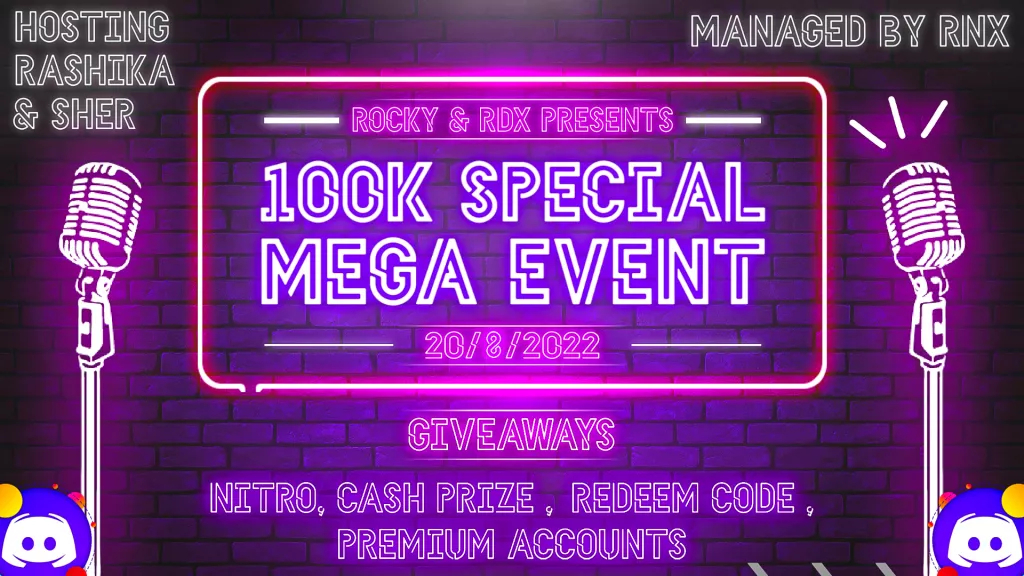 HOSTING
RASHIKA
& SHER
MANAGED BY RNX
ROCKY & RDX PRESENTS
100K SPECIAL
MEGA EVENT
20/8/2022
GIVEAWAYS
NITRO, CASH PRIZE , REDEEM CODE ,
PREMIUM ACCOUNTS